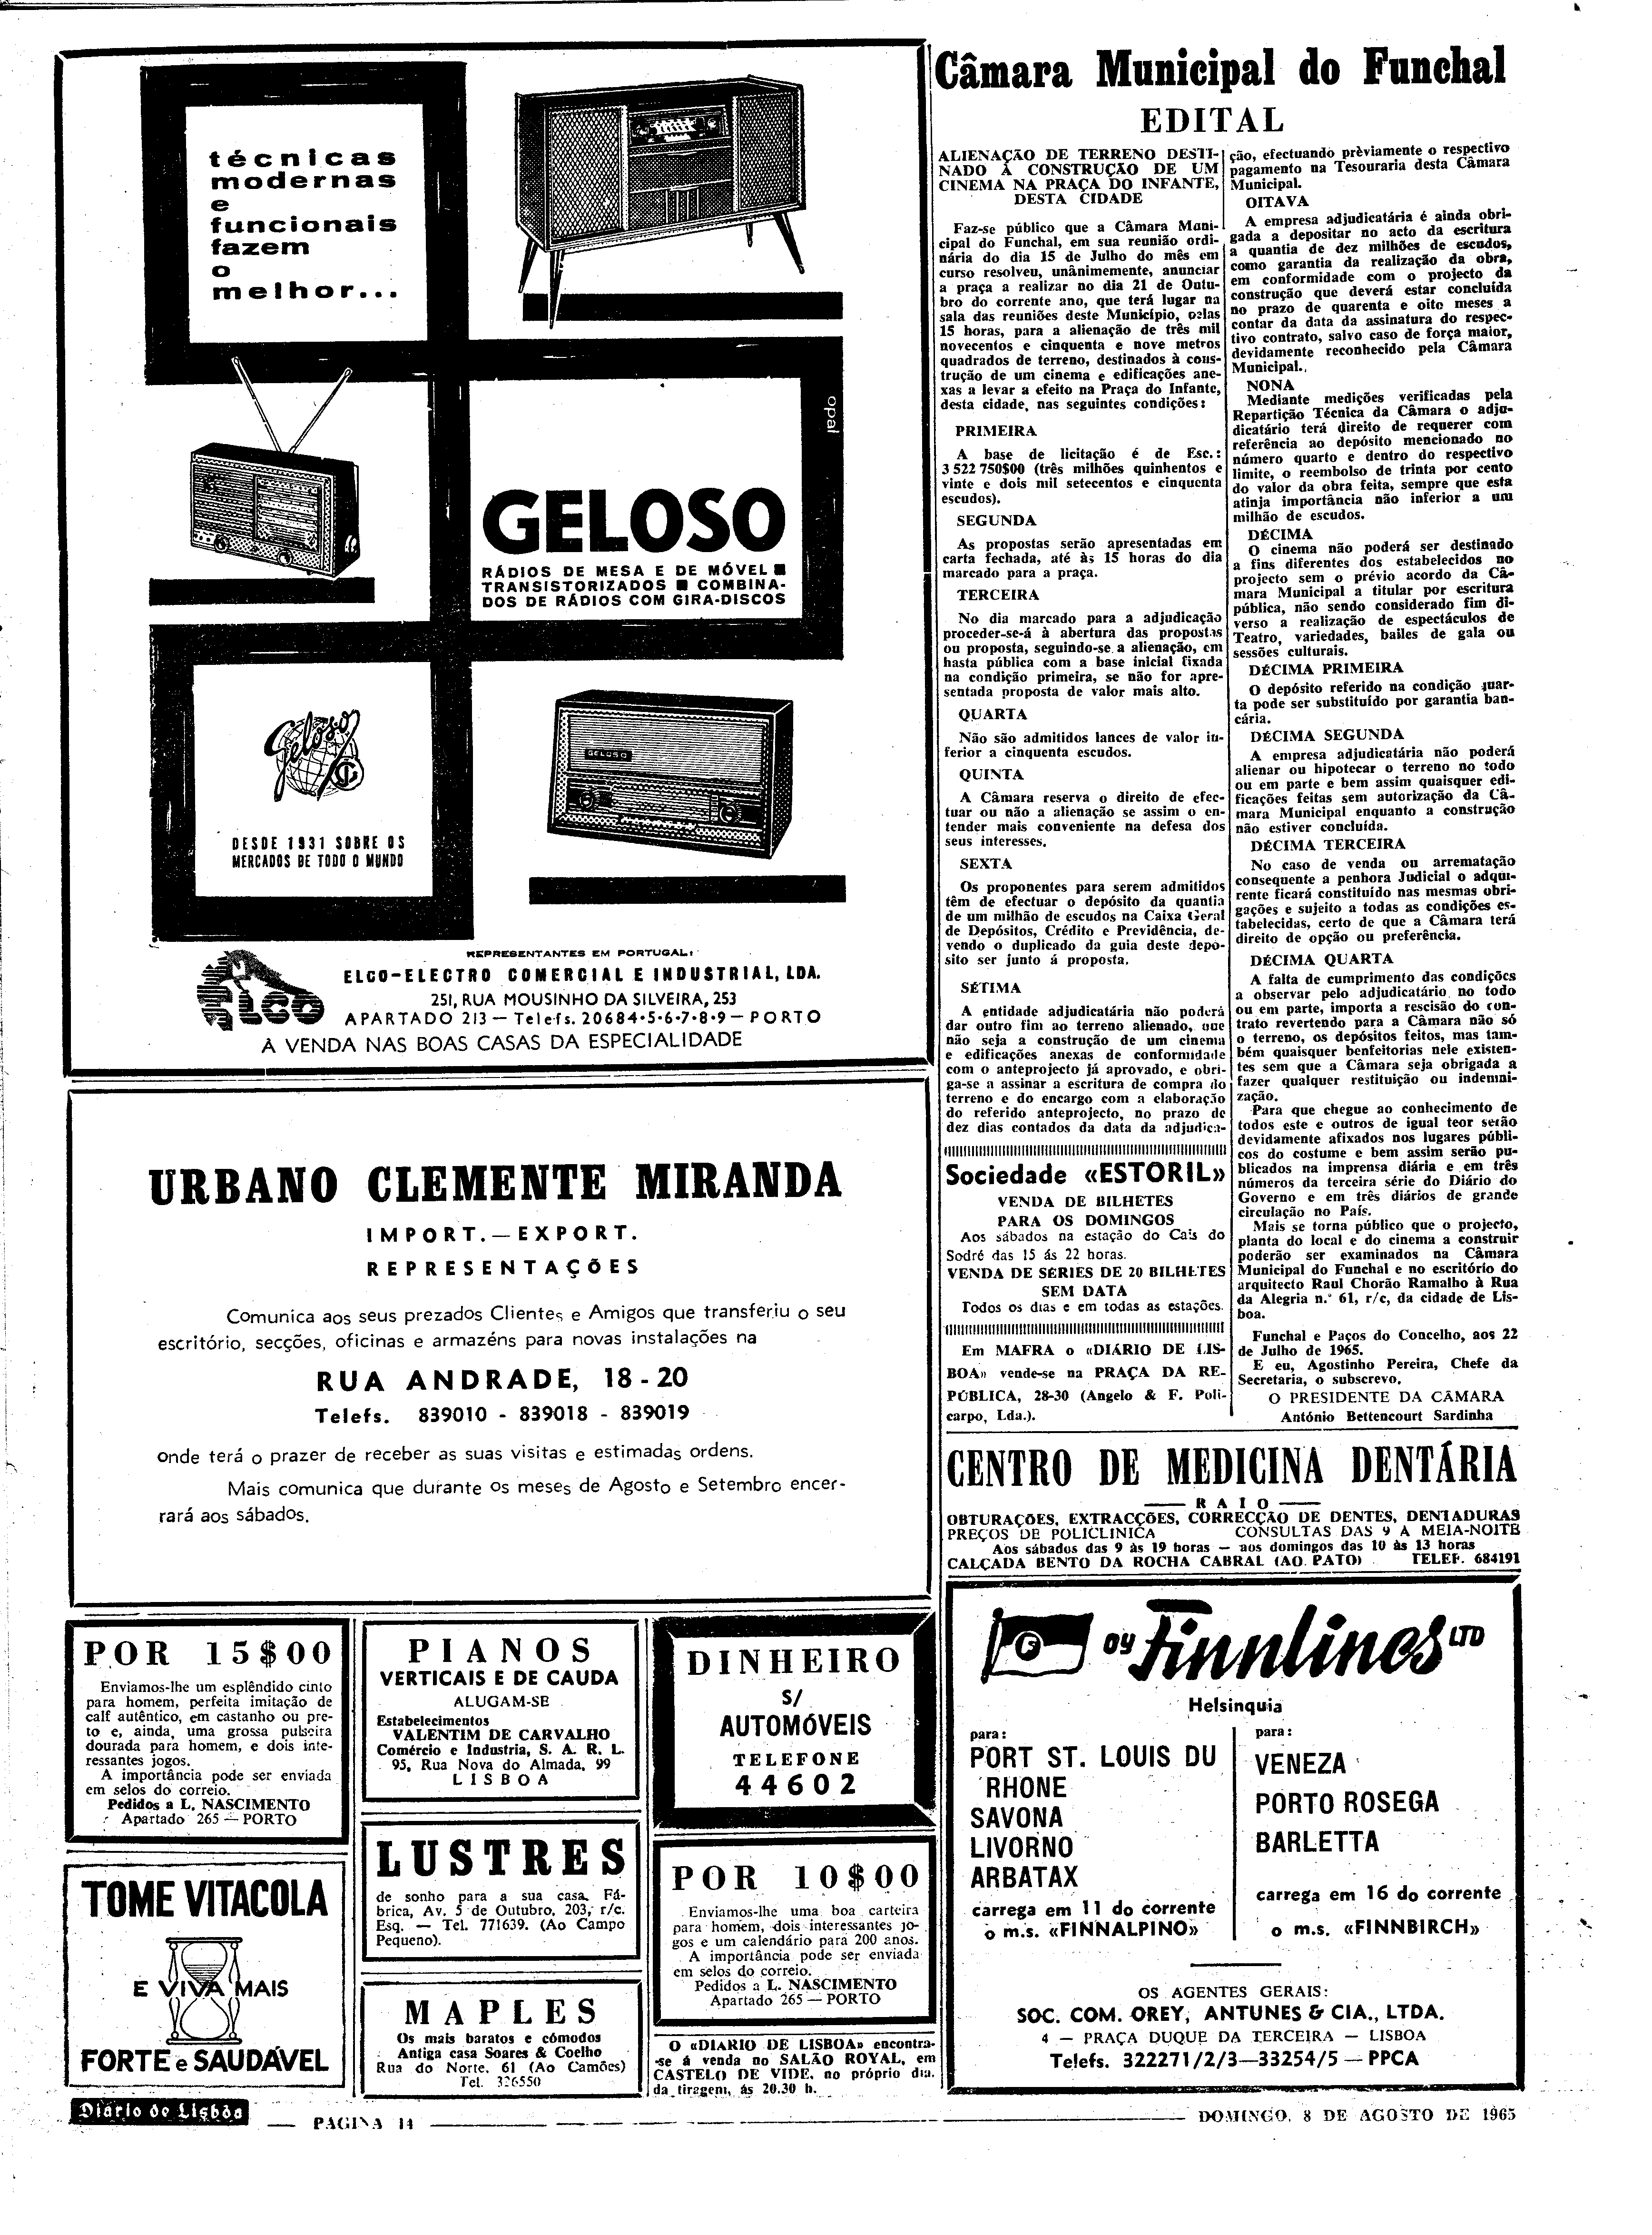 técnicas
modernas
e
funcionais
fazem
o
melhor...
opal
GELOSO
RÁDIOS DE MESA E DE MÓVEL ■
TRANSISTORIZADOS ■ COMBINA-
DOS DE RÁDIOS COM GIRA-DISCOS
Geloso
GELOSO
DESDE 1931 SOBRE OS
MERCADOS DE TODO O MUNDO
REPRESENTANTES EM PORTUGAL:
ELCO
ELCO-ELECTRO COMERCIAL E INDUSTRIAL, LDA.
251, RUA MOUSINHO DA SILVEIRA, 253
APARTADO 213 — Telefs. 20684·5·6·7·8·9 — PORTO
À VENDA NAS BOAS CASAS DA ESPECIALIDADE
URBANO CLEMENTE MIRANDA
IMPORT. — EXPORT.
REPRESENTAÇÕES
Comunica aos seus prezados Clientes e Amigos que transferiu o seu
escritório, secções, oficinas e armazéns para novas instalações na
RUA ANDRADE, 18-20
Telefs. 839010 - 839018 - 839019
onde terá o prazer de receber as suas visitas e estimadas ordens.
Mais comunica que durante os meses de Agosto e Setembro encer-
rará aos sábados.
Câmara Municipal do Funchal
EDITAL
ALIENAÇÃO DE TERRENO DESTI-
NADO À CONSTRUÇÃO DE UM
CINEMA NA PRAÇA DO INFANTE,
DESTA CIDADE
Faz-se público que a Câmara Muni-
cipal do Funchal, em sua reunião ordi-
nária do dia 15 de Julho do mês em
curso resolveu, unânimemente, anunciar
a praça a realizar no dia 21 de Outu-
bro do corrente ano, que terá lugar na
sala das reuniões deste Município, pelas
15 horas, para a alienação de três mil
novecentos e cinquenta e nove metros
quadrados de terreno, destinados à cons-
trução de um cinema e edificações ane-
xas a levar a efeito na Praça do Infante,
desta cidade, nas seguintes condições:
PRIMEIRA
A base de licitação é de Esc.:
3 522 750$00 (três milhões quinhentos e
vinte e dois mil setecentos e cinquenta
escudos).
SEGUNDA
As propostas serão apresentadas em
carta fechada, até às 15 horas do dia
marcado para a praça.
TERCEIRA
No dia marcado para a adjudicação
proceder-se-á à abertura das propostas
ou proposta, seguindo-se a alienação, em
hasta pública com a base inicial fixada
na condição primeira, se não for apre-
sentada proposta de valor mais alto.
QUARTA
Não são admitidos lances de valor in-
ferior a cinquenta escudos.
QUINTA
A Câmara reserva o direito de efec-
tuar ou não a alienação se assim o en-
tender mais conveniente na defesa dos
seus interesses.
SEXTA
Os proponentes para serem admitidos
têm de efectuar o depósito da quantia
de um milhão de escudos na Caixa Geral
de Depósitos, Crédito e Previdência, de-
vendo o duplicado da guia deste depó-
sito ser junto á proposta.
SÉTIMA
A entidade adjudicatária não poderá
dar outro fim ao terreno alienado, que
não seja a construção de um cinema
e edificações anexas de conformidade
com o anteprojecto já aprovado, e obri-
ga-se a assinar a escritura de compra do
terreno e do encargo com a elaboração
do referido anteprojecto, no prazo de
dez dias contados da data da adjudica-
ção, efectuando prèviamente o respectivo
pagamento na Tesouraria desta Câmara
Municipal.
OITAVA
A empresa adjudicatária é ainda obri-
gada a depositar no acto da escritura
a quantia de dez milhões de escudos,
como garantia da realização da obra,
em conformidade com o projecto da
construção que deverá estar concluída
no prazo de quarenta e oito meses a
contar da data da assinatura do respec-
tivo contrato, salvo caso de força maior,
devidamente reconhecido pela Câmara
Municipal.
NONA
Mediante medições verificadas pela
Repartição Técnica da Câmara o adju-
dicatário terá direito de requerer com
referência ao depósito mencionado no
número quarto e dentro do respectivo
limite, o reembolso de trinta por cento
do valor da obra feita, sempre que esta
atinja importância não inferior a um
milhão de escudos.
DÉCIMA
O cinema não poderá ser destinado
a fins diferentes dos estabelecidos no
projecto sem o prévio acordo da Câ-
mara Municipal a titular por escritura
pública, não sendo considerado fim di-
verso a realização de espectáculos de
Teatro, variedades, bailes de gala ou
sessões culturais.
DÉCIMA PRIMEIRA
O depósito referido na condição quar-
ta pode ser substituído por garantia ban-
cária.
DÉCIMA SEGUNDA
A empresa adjudicatária não poderá
alienar ou hipotecar o terreno no todo
ou em parte e bem assim quaisquer edi-
ficações feitas sem autorização da Câ-
mara Municipal enquanto a construção
não estiver concluída.
DÉCIMA TERCEIRA
No caso de venda ou arrematação
consequente a penhora Judicial o adqui-
rente ficará constituído nas mesmas obri-
gações e sujeito a todas as condições es-
tabelecidas, certo de que a Câmara terá
direito de opção ou preferência.
DÉCIMA QUARTA
A falta de cumprimento das condições
a observar pelo adjudicatário no todo
ou em parte, importa a rescisão do con-
trato revertendo para a Câmara não só
o terreno, os depósitos feitos, mas tam-
bém quaisquer benfeitorias nele existen-
tes sem que a Câmara seja obrigada a
fazer qualquer restituição ou indemni-
zação.
Para que chegue ao conhecimento de
todos este e outros de igual teor serão
devidamente afixados nos lugares públi-
cos do costume e bem assim serão pu-
blicados na imprensa diária e em três
números da terceira série do Diário do
Governo e em três diários de grande
circulação no País.
Mais se torna público que o projecto,
planta do local e do cinema a construir
poderão ser examinados na Câmara
Municipal do Funchal e no escritório do
arquitecto Raul Chorão Ramalho à Rua
da Alegria n.º 61, r/c, da cidade de Lis-
boa.
Funchal e Paços do Concelho, aos 22
de Julho de 1965.
E eu, Agostinho Pereira, Chefe da
Secretaria, o subscrevo.
O PRESIDENTE DA CÂMARA
António Bettencourt Sardinha
Sociedade «ESTORIL»
VENDA DE BILHETES
PARA OS DOMINGOS
Aos sábados na estação do Cais do
Sodré das 15 ás 22 horas.
VENDA DE SÉRIES DE 20 BILHETES
SEM DATA
Todos os dias e em todas as estações.
Em MAFRA o «DIÁRIO DE LIS-
BOA» vende-se na PRAÇA DA RE-
PÚBLICA, 28-30 (Angelo & F. Poli-
carpo, Lda.).
CENTRO DE MEDICINA DENTÁRIA
— RAIO —
OBTURAÇÕES, EXTRACÇÕES, CORRECÇÃO DE DENTES, DENTADURAS
PREÇOS DE POLICLINICA CONSULTAS DAS 9 À MEIA-NOITE
Aos sábados das 9 às 19 horas — aos domingos das 10 às 13 horas
CALÇADA BENTO DA ROCHA CABRAL (AO PATO) TELEF. 684191
POR 15$00
Enviamos-lhe um esplêndido cinto
para homem, perfeita imitação de
calf autêntico, em castanho ou pre-
to e, ainda, uma grossa pulseira
dourada para homem, e dois inte-
ressantes jogos.
A importância pode ser enviada
em selos do correio.
Pedidos a L. NASCIMENTO
Apartado 265 — PORTO
TOME VITACOLA
E VIVA MAIS
FORTE e SAUDÁVEL
PIANOS
VERTICAIS E DE CAUDA
ALUGAM-SE
Estabelecimentos
VALENTIM DE CARVALHO
Comércio e Industria, S. A. R. L.
95, Rua Nova do Almada, 99
LISBOA
LUSTRES
de sonho para a sua casa. Fá-
brica, Av. 5 de Outubro, 203, r/c.
Esq. — Tel. 771639. (Ao Campo
Pequeno).
MAPLES
Os mais baratos e cómodos
Antiga casa Soares & Coelho
Rua do Norte, 61 (Ao Camões)
Tel. 326550
DINHEIRO
S/
AUTOMÓVEIS
TELEFONE
44602
POR 10$00
Enviamos-lhe uma boa carteira
para homem, dois interessantes jo-
gos e um calendário para 200 anos.
A importância pode ser enviada
em selos do correio.
Pedidos a L. NASCIMENTO
Apartado 265 — PORTO
O «DIARIO DE LISBOA» encontra-
-se á venda no SALÃO ROYAL, em
CASTELO DE VIDE, no próprio dia
da tiragem, ás 20.30 h.
OY Finnlines LTD
Helsinquia
para:
PORT ST. LOUIS DU
RHONE
SAVONA
LIVORNO
ARBATAX
carrega em 11 do corrente
o m.s. «FINNALPINO»
para:
VENEZA
PORTO ROSEGA
BARLETTA
carrega em 16 do corrente
o m.s. «FINNBIRCH»
OS AGENTES GERAIS:
SOC. COM. OREY, ANTUNES & CIA., LTDA.
4 — PRAÇA DUQUE DA TERCEIRA — LISBOA
Telefs. 322271/2/3—33254/5 — PPCA
Diário de Lisboa
PÁGINA 14
DOMINGO, 8 DE AGOSTO DE 1965